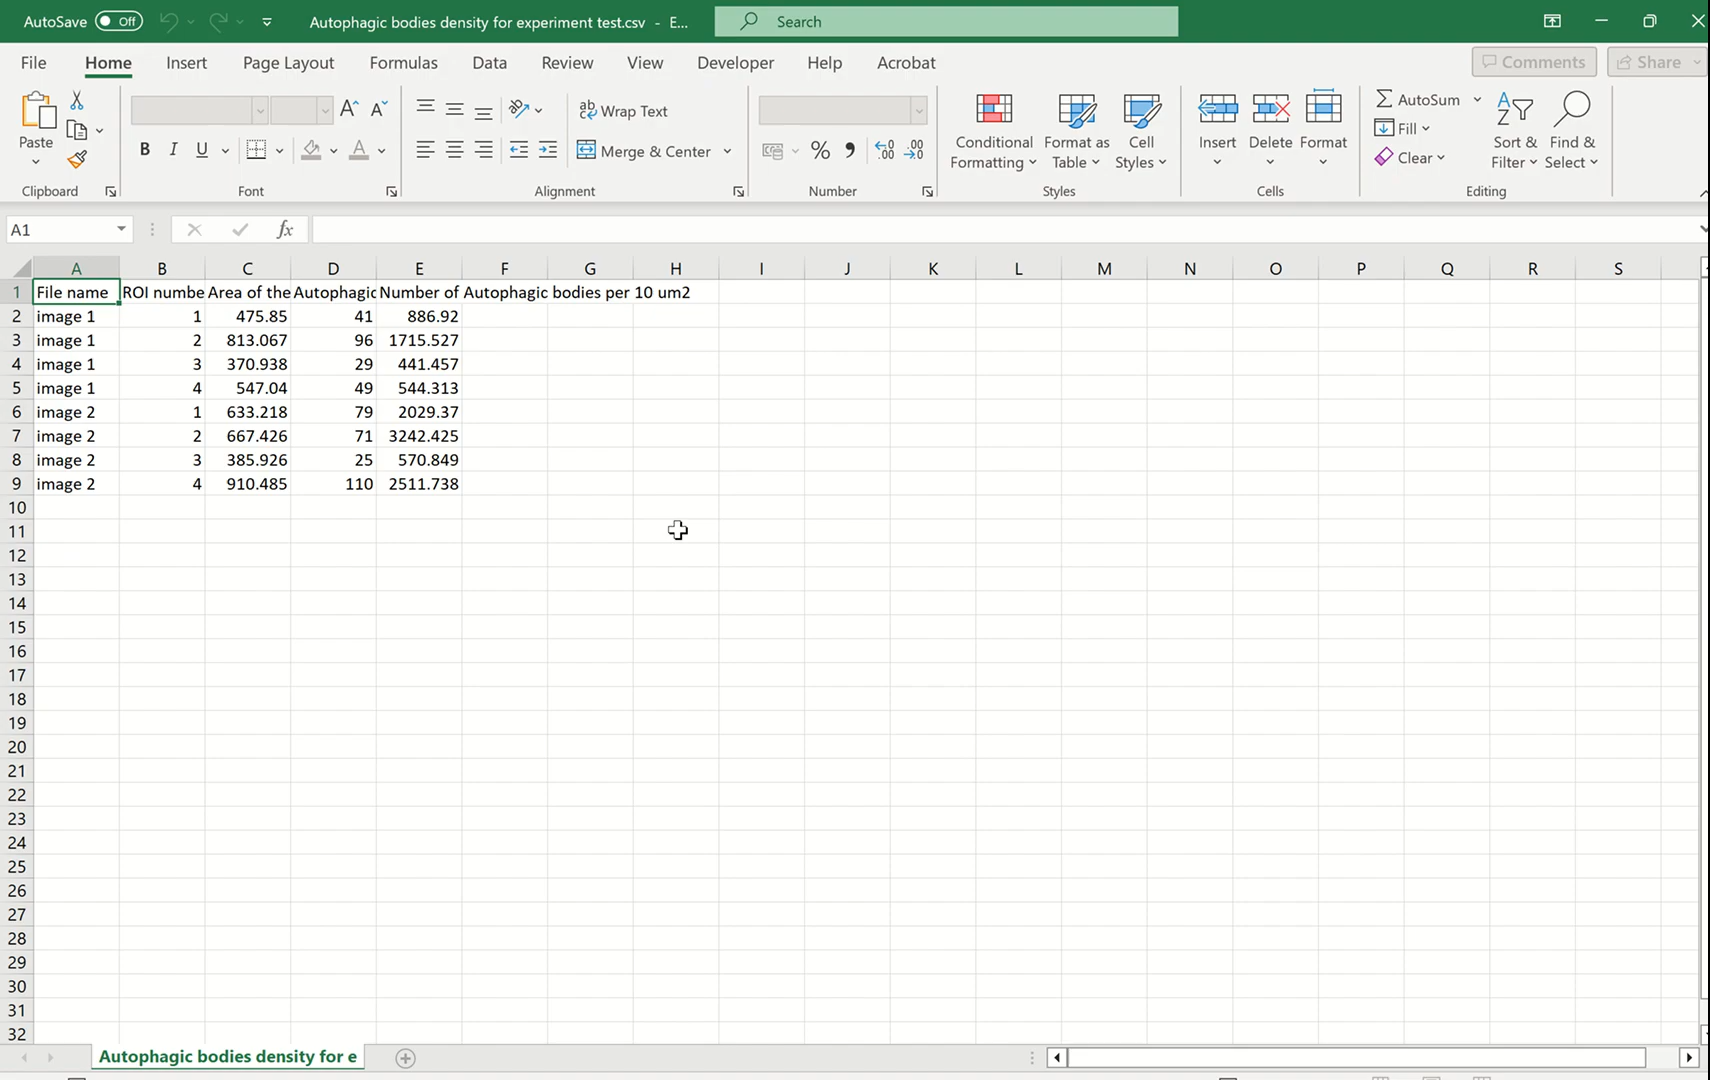 AutoSave Off Autophagic bodies density for experiment test.csv - E... Search
File Home Insert Page Layout Formulas Data Review View Developer Help Acrobat Comments Share
Paste
Clipboard
B I U
Font
Wrap Text
Merge & Center
Alignment
% 9
Number
Conditional Formatting
Format as Table
Cell Styles
Styles
Insert Delete Format
Cells
AutoSum
Fill
Clear
Sort & Filter
Find & Select
Editing
A1 fx
A B C D E F G H I J K L M N O P Q R S
1 File name ROI numbe Area of the Autophagic Number of Autophagic bodies per 10 um2
2 image 1 1 475.85 41 886.92
3 image 1 2 813.067 96 1715.527
4 image 1 3 370.938 29 441.457
5 image 1 4 547.04 49 544.313
6 image 2 1 633.218 79 2029.37
7 image 2 2 667.426 71 3242.425
8 image 2 3 385.926 25 570.849
9 image 2 4 910.485 110 2511.738
10
11
12
13
14
15
16
17
18
19
20
21
22
23
24
25
26
27
28
29
30
31
32
Autophagic bodies density for e